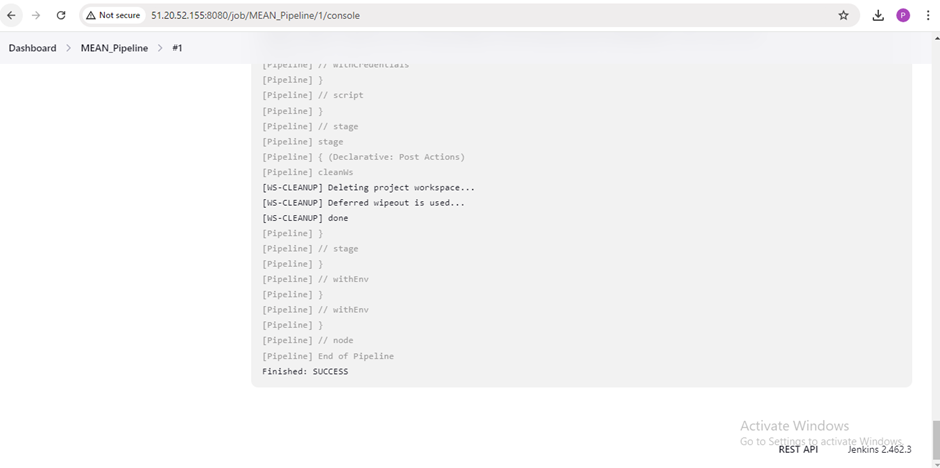 Not secure 51.20.52.155:8080/job/MEAN_Pipeline/1/console P
Dashboard > MEAN_Pipeline > #1
[Pipeline] // withCredentials
[Pipeline] }
[Pipeline] // script
[Pipeline] }
[Pipeline] // stage
[Pipeline] stage
[Pipeline] { (Declarative: Post Actions)
[Pipeline] cleanWs
[WS-CLEANUP] Deleting project workspace...
[WS-CLEANUP] Deferred wipeout is used...
[WS-CLEANUP] done
[Pipeline] }
[Pipeline] // stage
[Pipeline] }
[Pipeline] // withEnv
[Pipeline] }
[Pipeline] // withEnv
[Pipeline] }
[Pipeline] // node
[Pipeline] End of Pipeline
Finished: SUCCESS
Activate Windows
Go to Settings to activate Windows.
REST API Jenkins 2.462.3